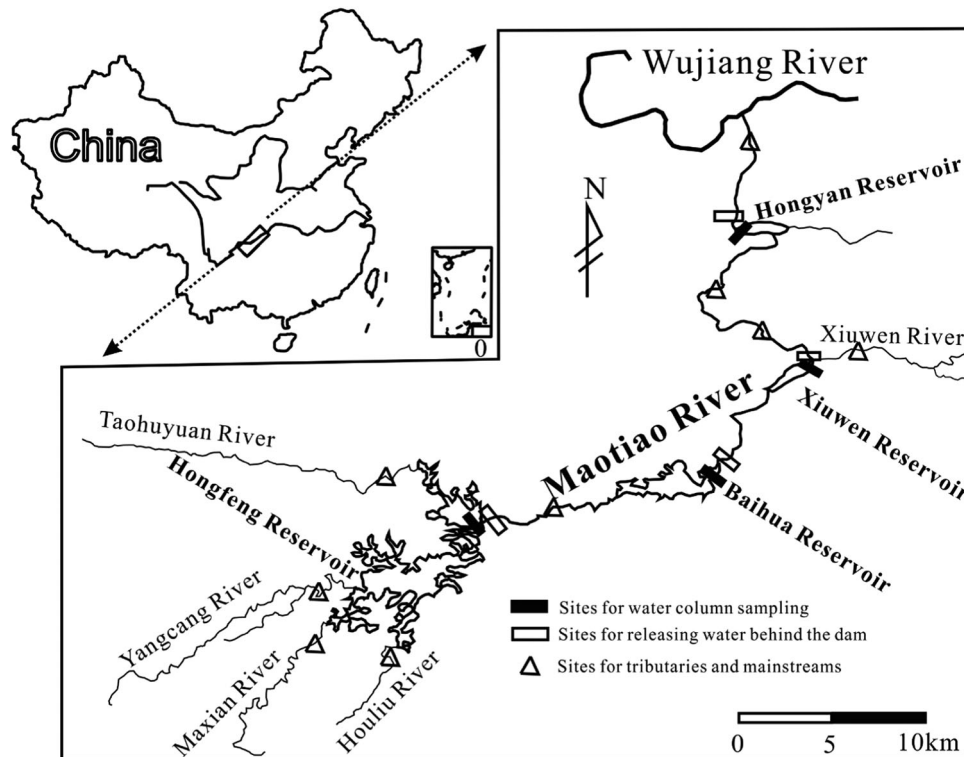 China
0
Wujiang River
N
Hongyan Reservoir
Xiuwen River
Xiuwen Reservoir
Maotiao River
Baihua Reservoir
Taohuyuan River
Hongfeng Reservoir
Yangcang River
Maxian River
Houliu River
Sites for water column sampling
Sites for releasing water behind the dam
Sites for tributaries and mainstreams
0 5 10km